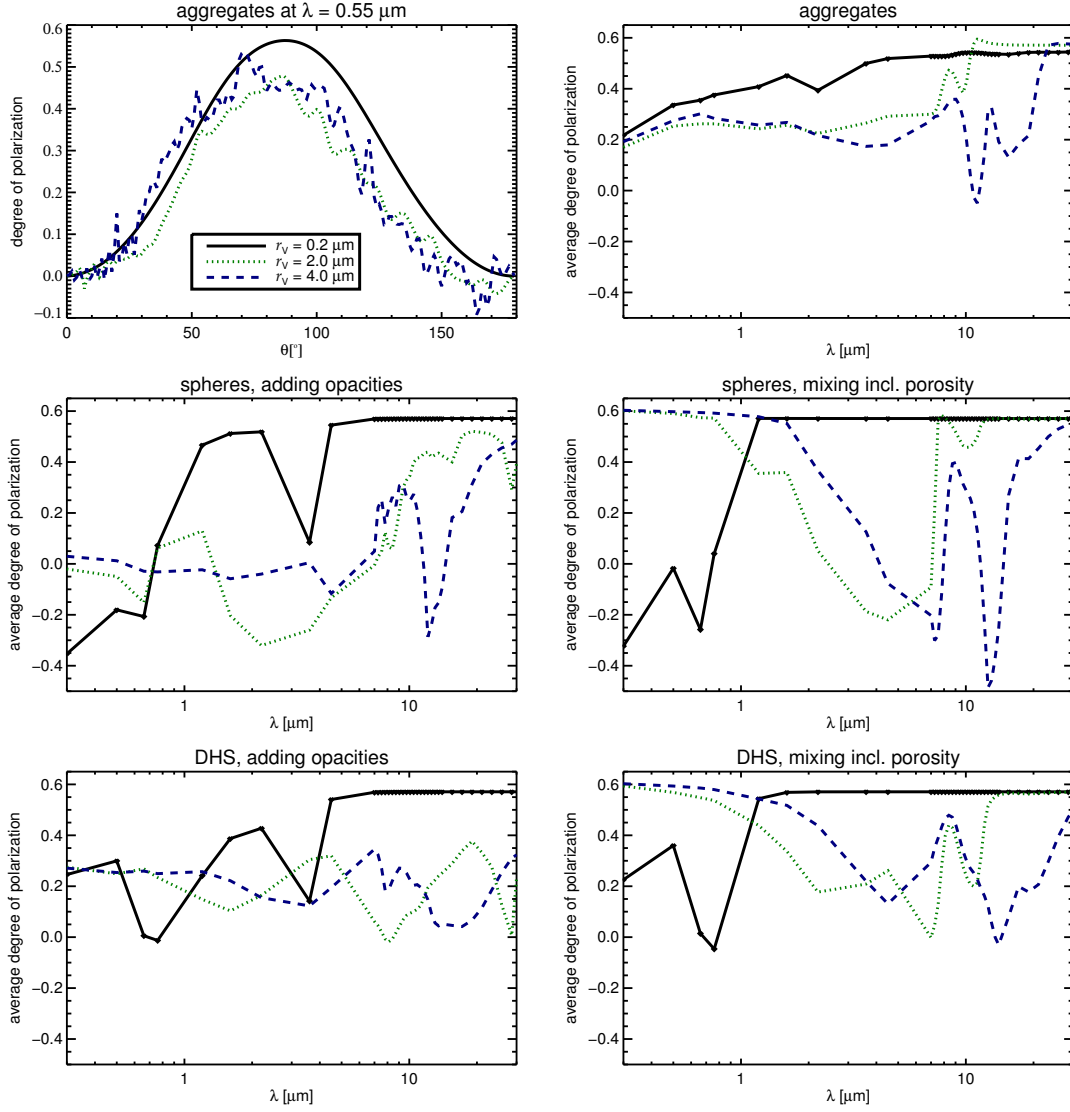 aggregates at λ = 0.55 μm
degree of polarization
0.6
0.5
0.4
0.3
0.2
0.1
0.0
−0.1
r_V = 0.2 μm
r_V = 2.0 μm
r_V = 4.0 μm
0 50 100 150
θ[°]
aggregates
average degree of polarization
0.6
0.4
0.2
0.0
−0.2
−0.4
1 10
λ [μm]
spheres, adding opacities
average degree of polarization
0.6
0.4
0.2
0.0
−0.2
−0.4
1 10
λ [μm]
spheres, mixing incl. porosity
average degree of polarization
0.6
0.4
0.2
0.0
−0.2
−0.4
1 10
λ [μm]
DHS, adding opacities
average degree of polarization
0.6
0.4
0.2
0.0
−0.2
−0.4
1 10
λ [μm]
DHS, mixing incl. porosity
average degree of polarization
0.6
0.4
0.2
0.0
−0.2
−0.4
1 10
λ [μm]